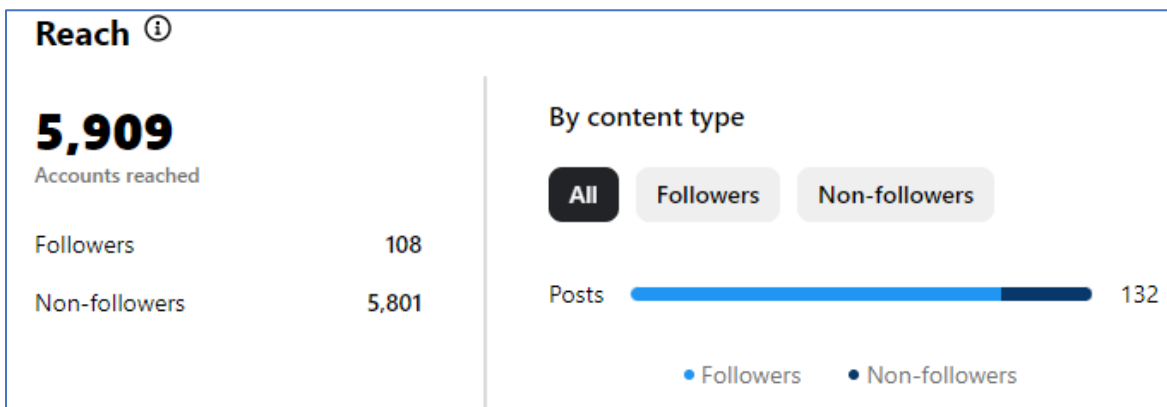 Reach
5,909
Accounts reached
Followers 108
Non-followers 5,801
By content type
All Followers Non-followers
Posts 132
Followers Non-followers